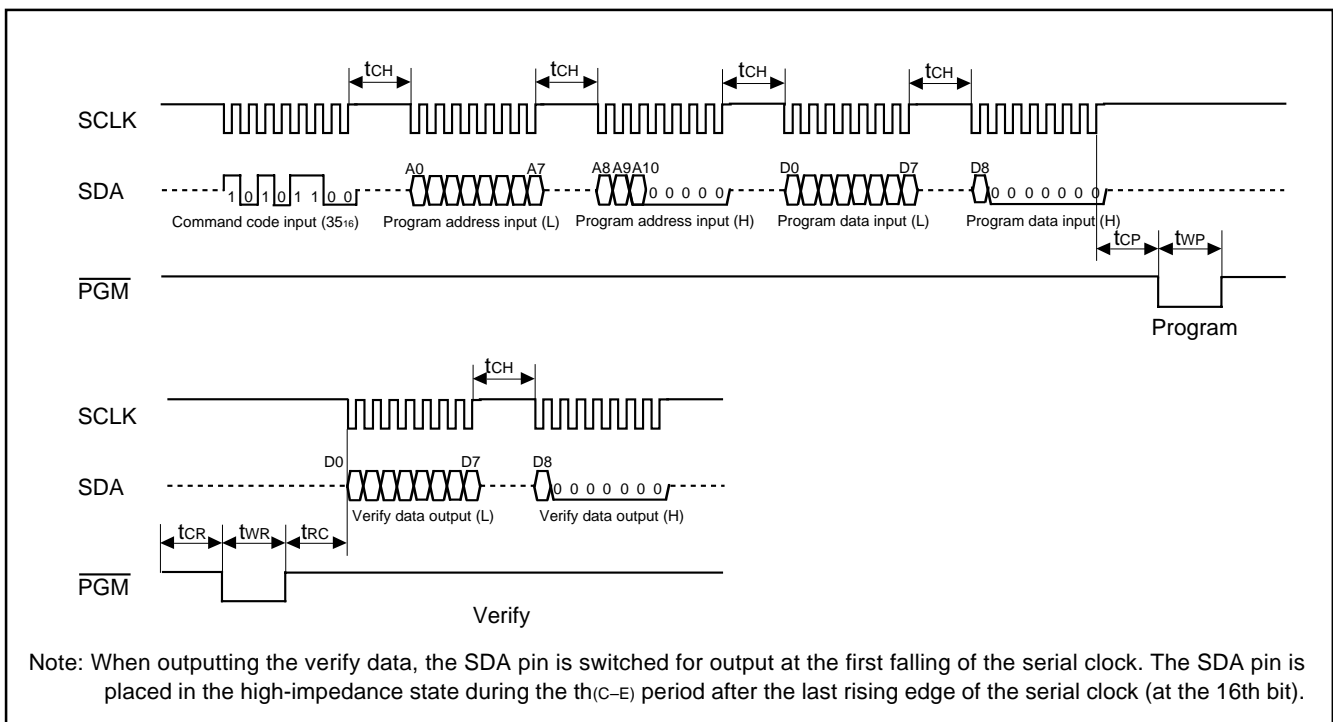 tCH tCH tCH tCH
SCLK
A0 A7 A8 A9 A10 D0 D7 D8
SDA 1 0 1 0 1 1 0 0 0 0 0 0 0 0 0 0 0 0 0 0
Command code input (35₁₆) Program address input (L) Program address input (H) Program data input (L) Program data input (H)
tCP tWP
PGM
Program
tCH
SCLK
D0 D7 D8
SDA 0 0 0 0 0 0 0
Verify data output (L) Verify data output (H)
tCR tWR tRC
PGM
Verify
Note: When outputting the verify data, the SDA pin is switched for output at the first falling of the serial clock. The SDA pin is
placed in the high-impedance state during the th(C–E) period after the last rising edge of the serial clock (at the 16th bit).